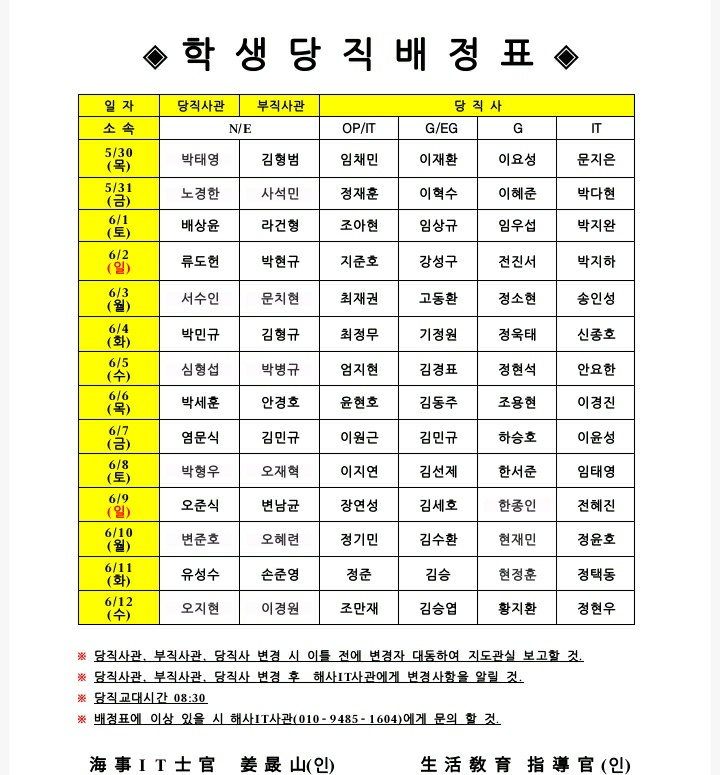 ◈ 학 생 당 직 배 정 표 ◈
일 자 당직사관 부직사관 당 직 사
소 속 N/E OP/IT G/EG G IT
5/30 (목) 박태영 김형범 임채민 이재환 이요성 문지은
5/31 (금) 노경한 사석민 정재훈 이혁수 이혜준 박다현
6/1 (토) 배상윤 라건형 조아현 임상규 임우섭 박지완
6/2 (일) 류도헌 박현규 지준호 강성구 전진서 박지하
6/3 (월) 서수인 문치현 최재권 고동환 정소현 송인성
6/4 (화) 박민규 김형규 최정무 기정원 정욱태 신종호
6/5 (수) 심형섭 박병규 엄지현 김경표 정현석 안요한
6/6 (목) 박세훈 안경호 윤현호 김동주 조용현 이경진
6/7 (금) 염문식 김민규 이원근 김민규 하승호 이윤성
6/8 (토) 박형우 오재혁 이지연 김선제 한서준 임태영
6/9 (일) 오준식 변남균 장연성 김세호 한종인 전혜진
6/10 (월) 변준호 오혜련 정기민 김수환 현재민 정윤호
6/11 (화) 유성수 손준영 정준 김승 현정훈 정택동
6/12 (수) 오지현 이경원 조만재 김승엽 황지환 정현우
※ 당직사관, 부직사관, 당직사 변경 시 이틀 전에 변경자 대동하여 지도관실 보고할 것.
※ 당직사관, 부직사관, 당직사 변경 후 해사IT사관에게 변경사항을 알릴 것.
※ 당직교대시간 08:30
※ 배정표에 이상 있을 시 해사IT사관(010-9485-1604)에게 문의 할 것.
海 事 I T 士 官 姜 晸 山(인) 生 活 敎 育 指 導 官 (인)